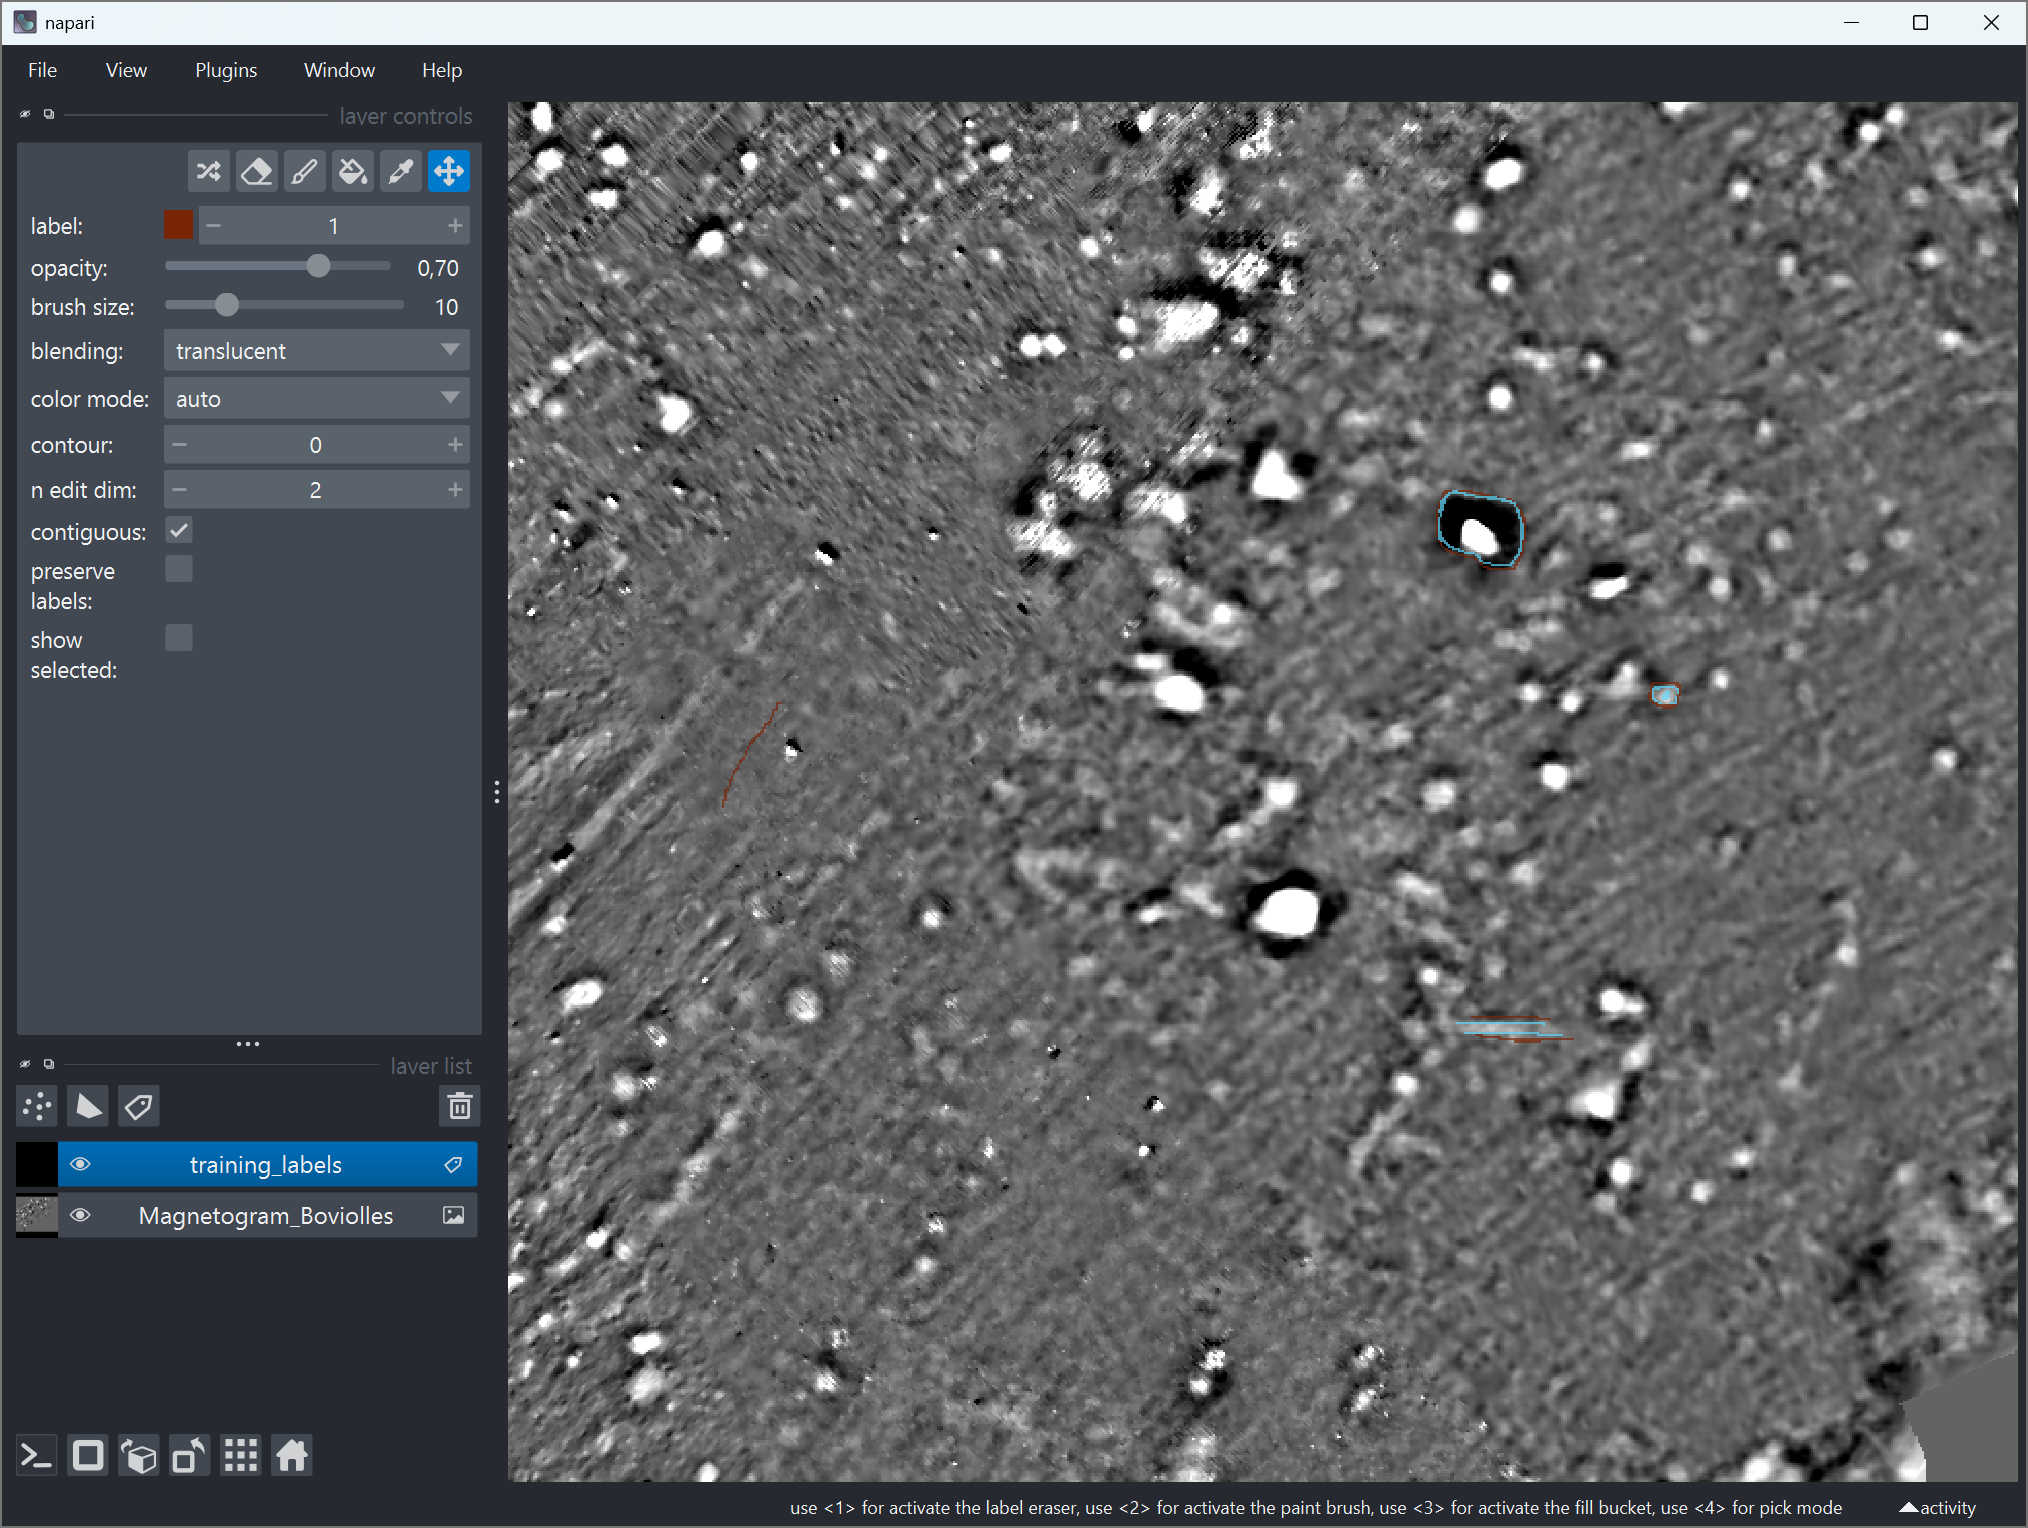 napari
File View Plugins Window Help
layer controls
label: 1
opacity: 0,70
brush size: 10
blending: translucent
color mode: auto
contour: 0
n edit dim: 2
contiguous:
preserve
labels:
show
selected:
layer list
training_labels
Magnetogram_Boviolles
use <1> for activate the label eraser, use <2> for activate the paint brush, use <3> for activate the fill bucket, use <4> for pick mode
activity